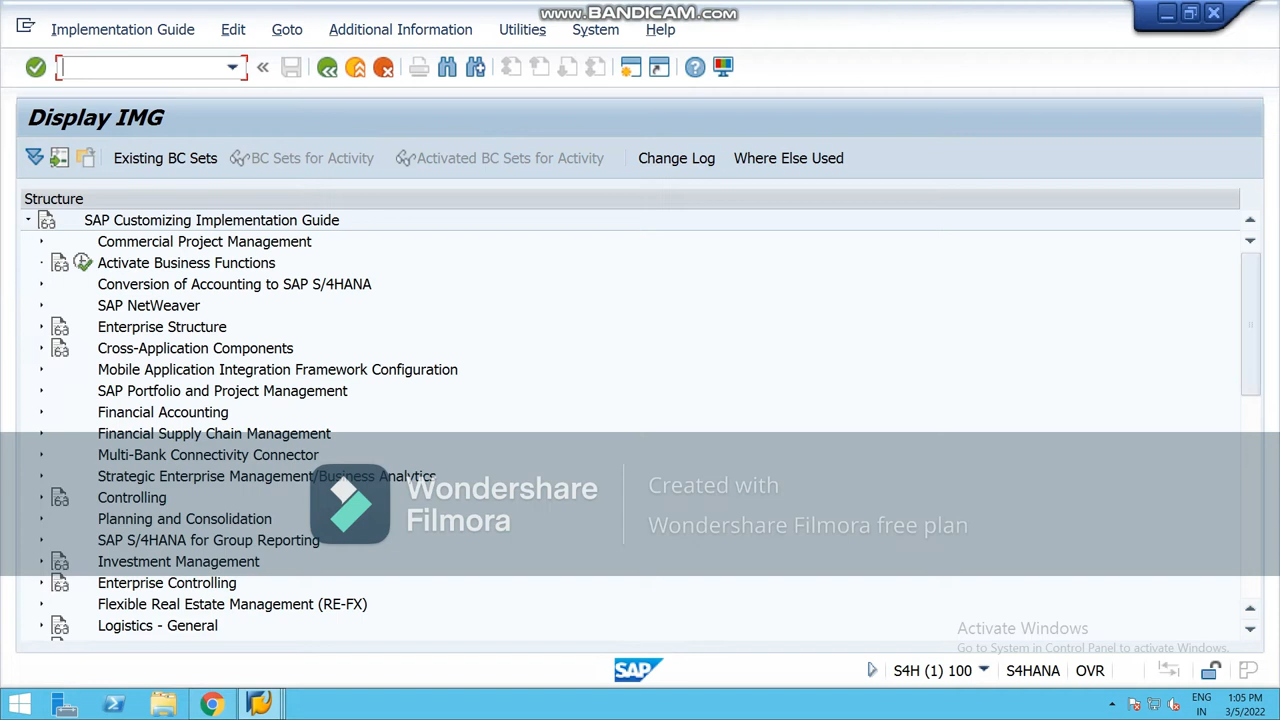 www.BANDICAM.com
Implementation Guide Edit Goto Additional Information Utilities System Help
Display IMG
Existing BC Sets BC Sets for Activity Activated BC Sets for Activity Change Log Where Else Used
Structure
SAP Customizing Implementation Guide
Commercial Project Management
Activate Business Functions
Conversion of Accounting to SAP S/4HANA
SAP NetWeaver
Enterprise Structure
Cross-Application Components
Mobile Application Integration Framework Configuration
SAP Portfolio and Project Management
Financial Accounting
Financial Supply Chain Management
Multi-Bank Connectivity Connector
Strategic Enterprise Management/Business Analytics
Controlling
Planning and Consolidation
SAP S/4HANA for Group Reporting
Investment Management
Enterprise Controlling
Flexible Real Estate Management (RE-FX)
Logistics - General
Wondershare
Filmora
Created with
Wondershare Filmora free plan
Activate Windows
Go to System in Control Panel to activate Windows.
SAP S4H (1) 100 S4HANA OVR
ENG 1:05 PM
IN 3/5/2022